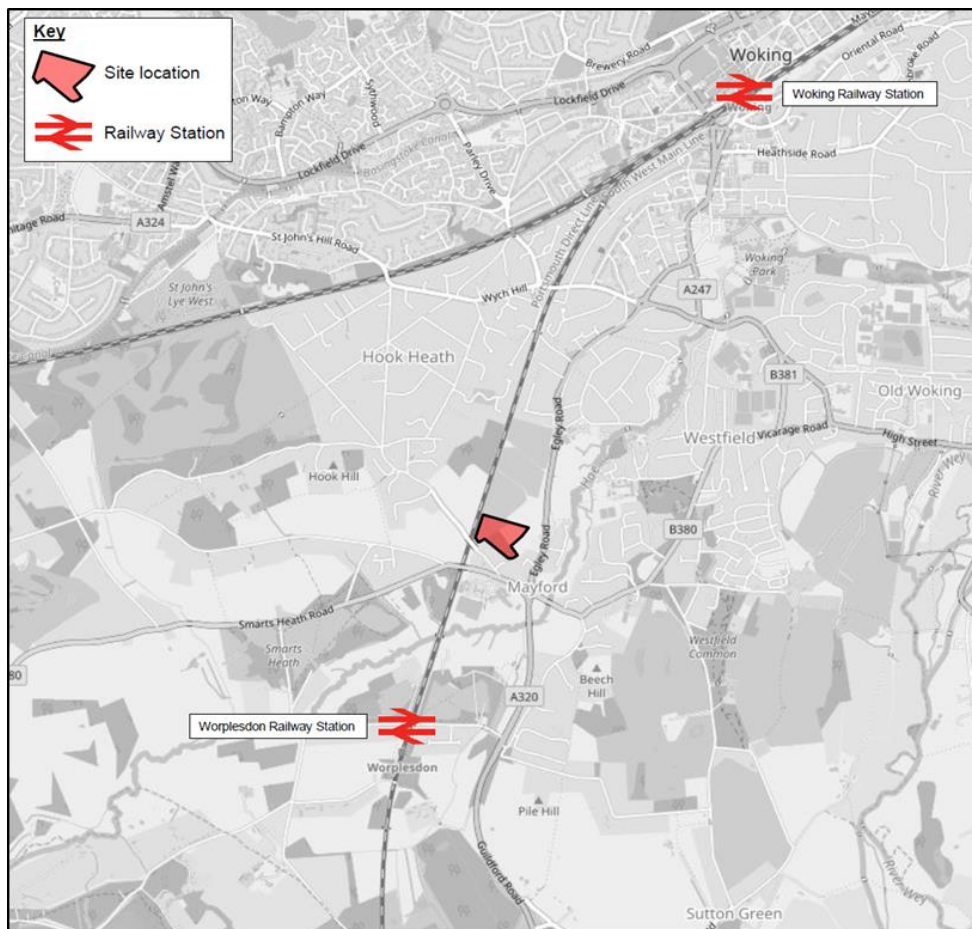 Key
Site location
Railway Station
Brewery Road
Woking
Oriental Road
Woking Railway Station
Woking
Lockfield Drive
Bampton Way
Sythwood
Parley Drive
Basingstoke Canal
Heathside Road
Lockfield Drive
South West Main Line
A324
St John's Hill Road
Portsmouth Direct Line
Woking
Park
St John's
Lye West
Wych Hill
A247
Hook Heath
B381
Old Woking
Egley Road
Westfield
Vicarage Road
High Street
River Wey
Hook Hill
Hoe
B380
Egley Road
Mayford
Smarts Heath Road
Smarts
Heath
Westfield
Common
Beech
Hill
A320
Worplesdon Railway Station
Worplesdon
Pile Hill
Guildford Road
River Wey
Sutton Green